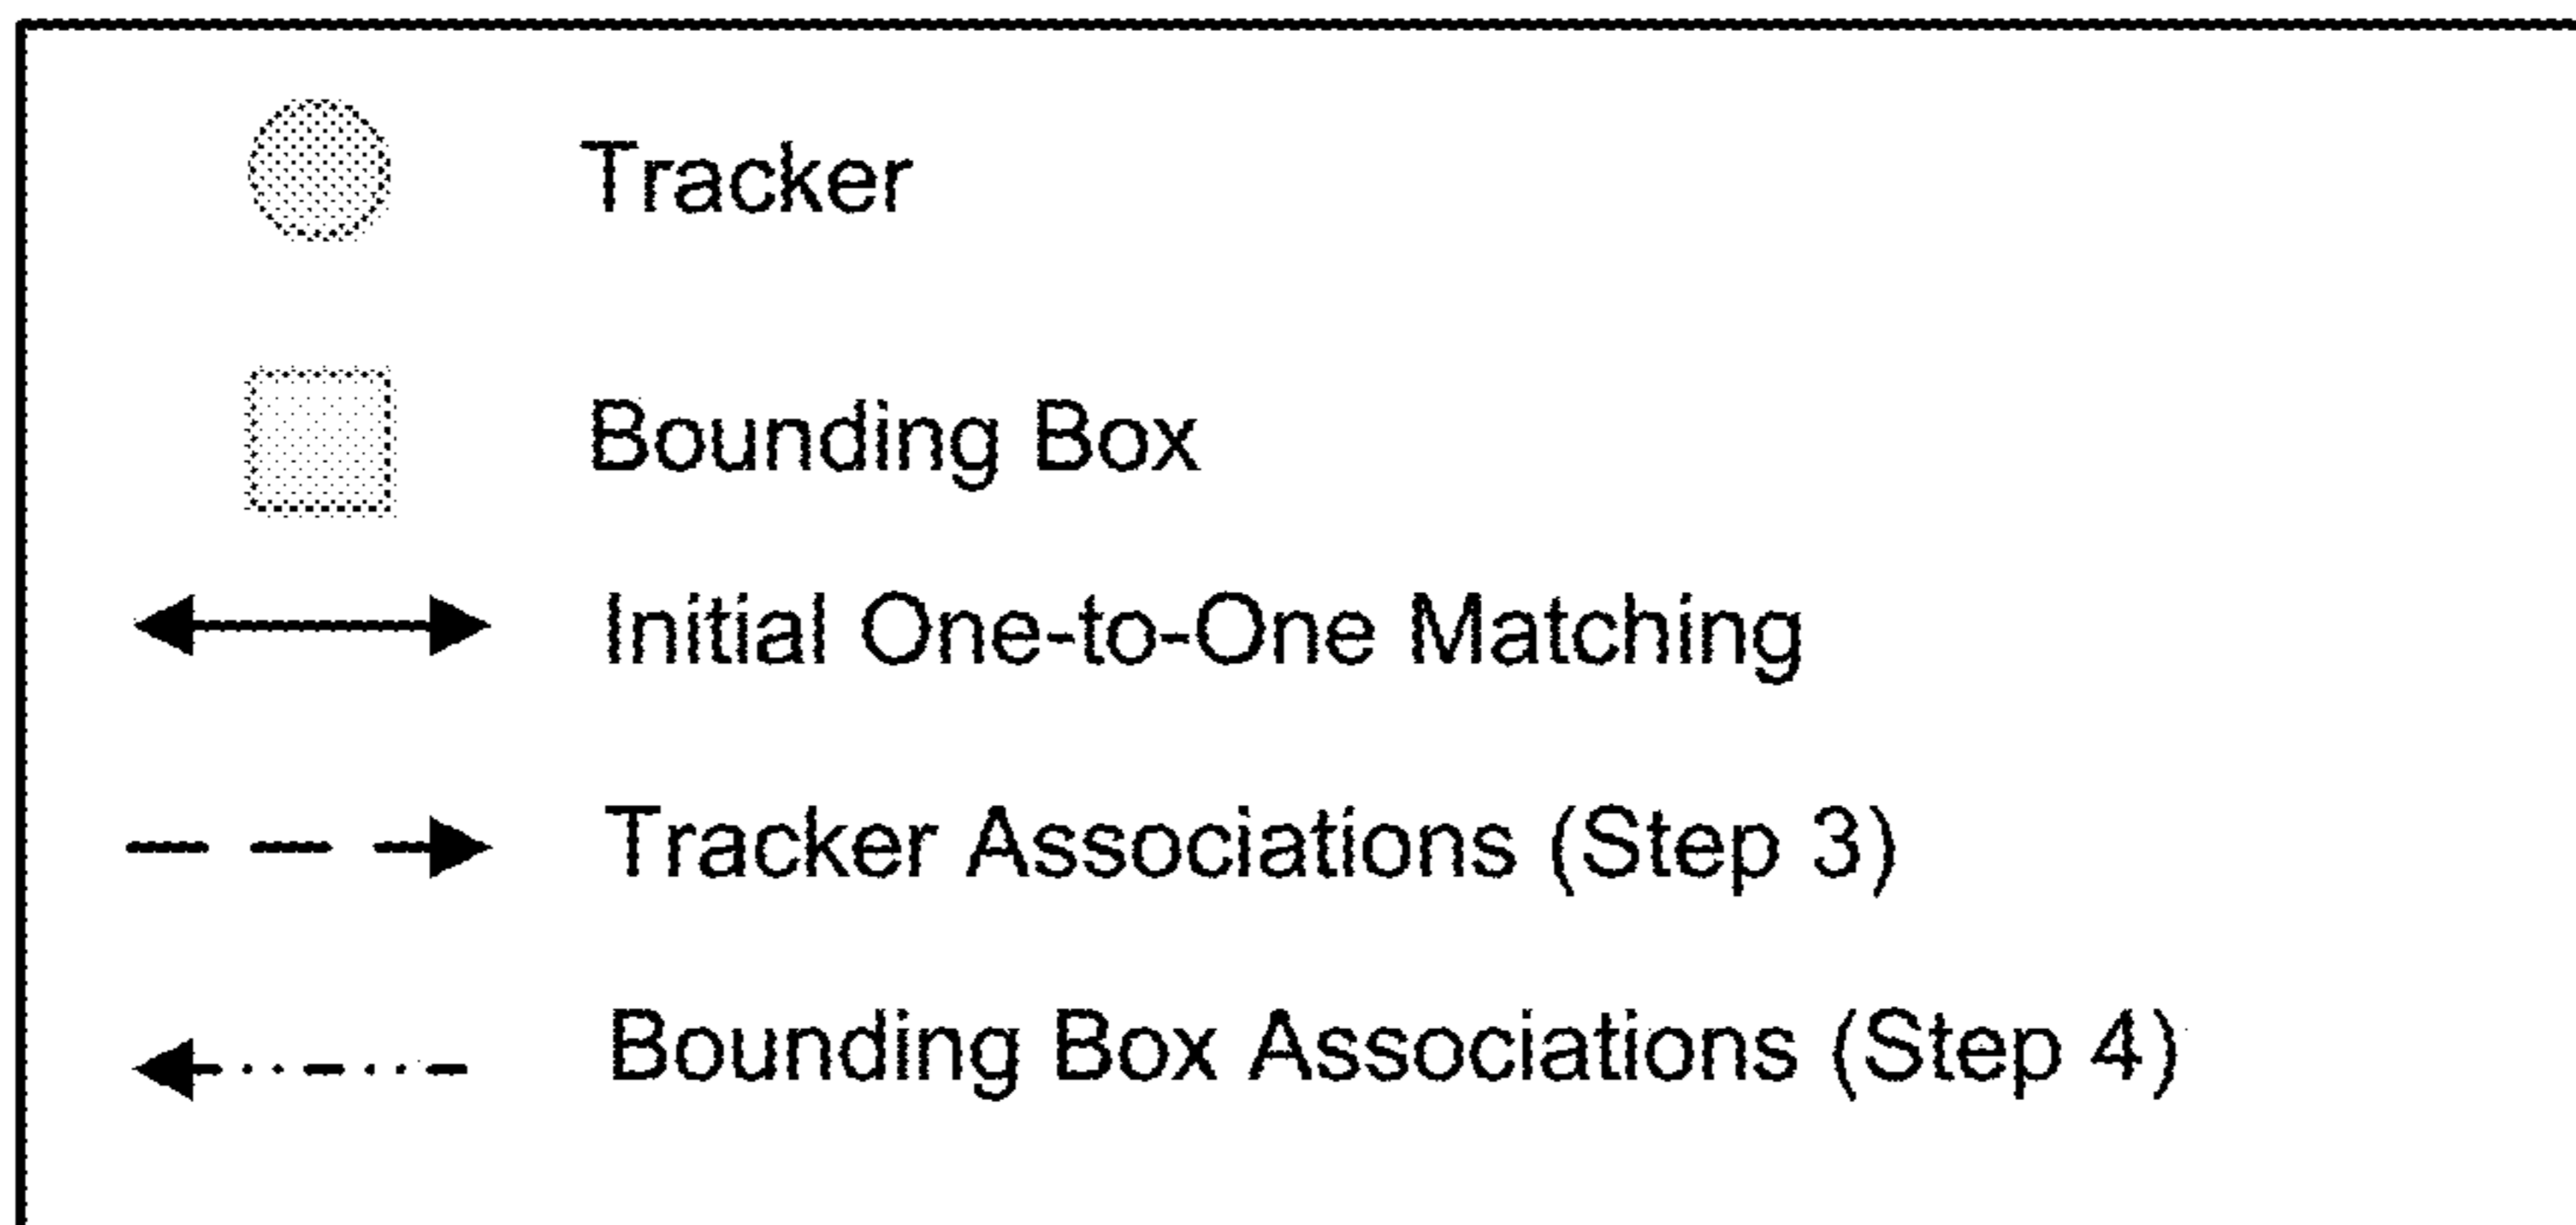 Tracker
Bounding Box
Initial One-to-One Matching
Tracker Associations (Step 3)
Bounding Box Associations (Step 4)